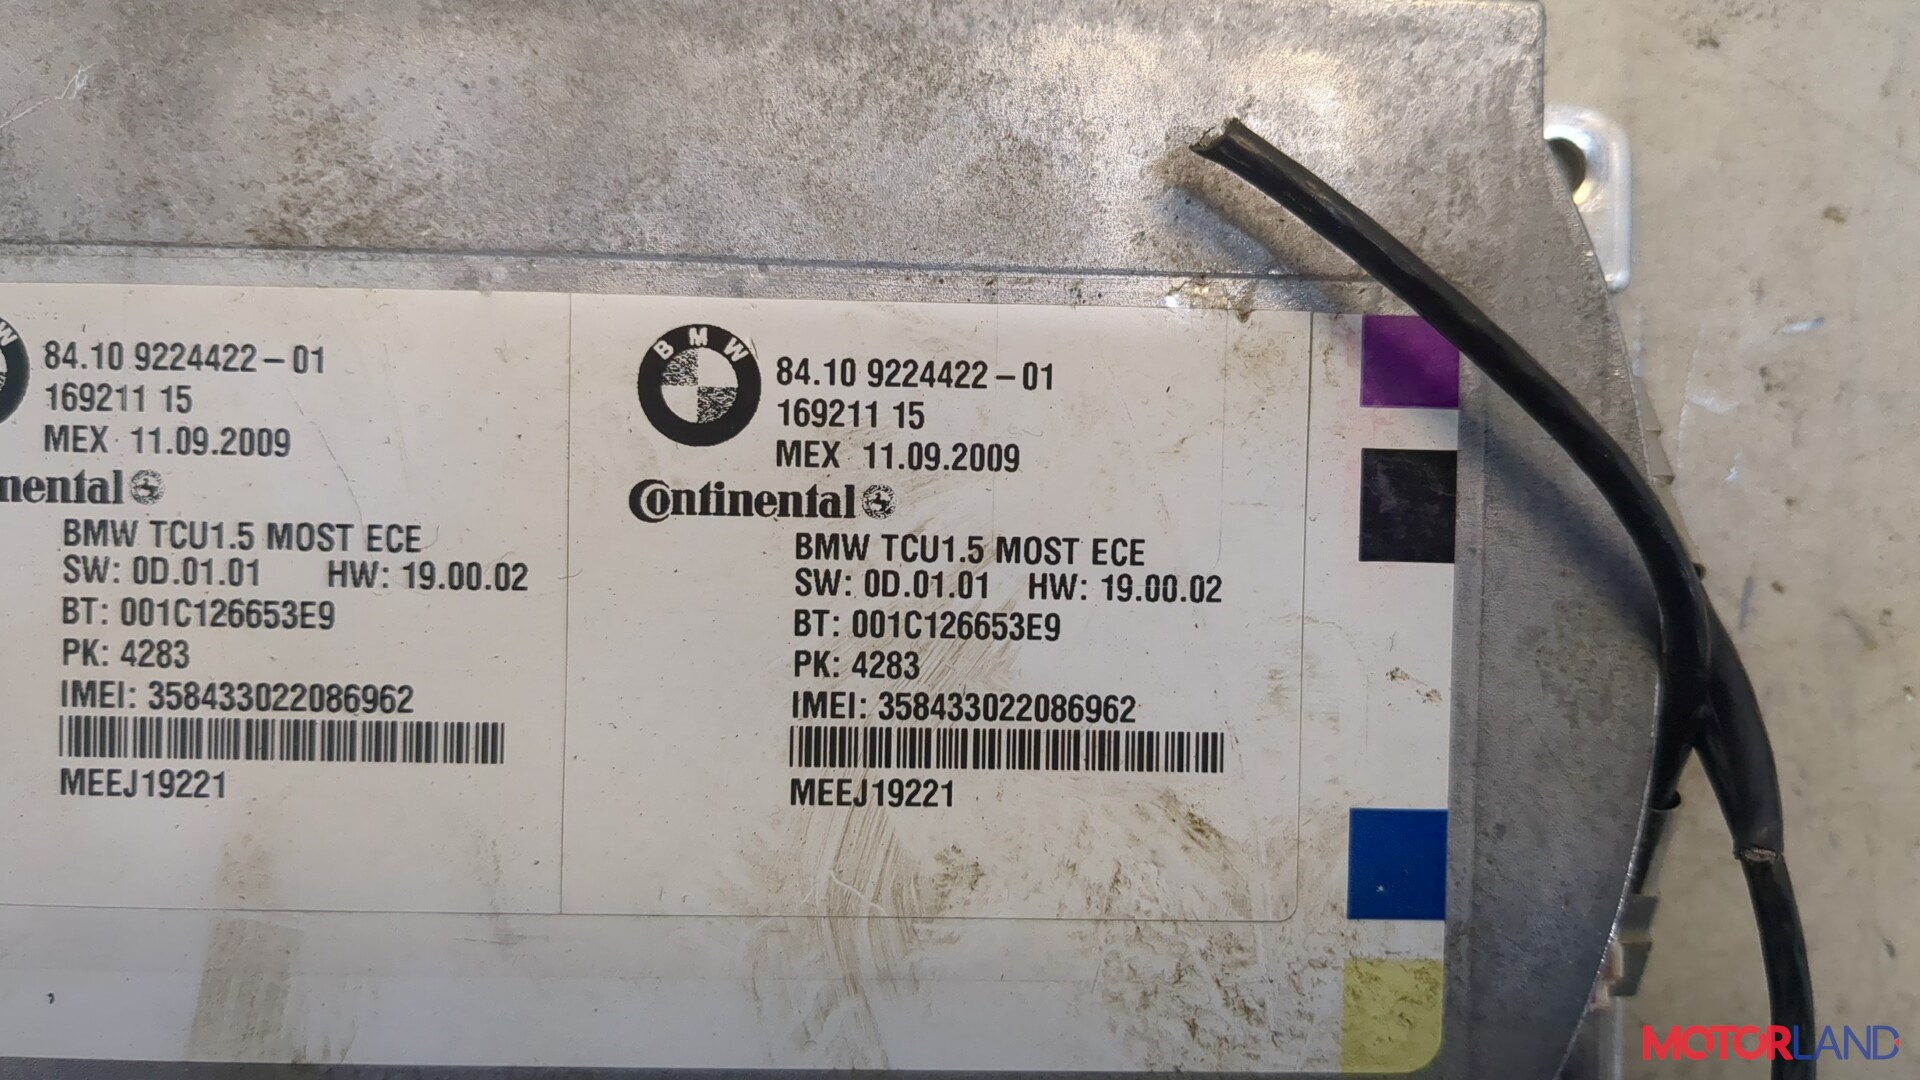 84.10 9224422-01
169211 15
MEX 11.09.2009
nental
BMW TCU1.5 MOST ECE
SW: 0D.01.01 HW: 19.00.02
BT: 001C126653E9
PK: 4283
IMEI: 358433022086962
MEEJ19221
BMW
84.10 9224422-01
169211 15
MEX 11.09.2009
Continental
BMW TCU1.5 MOST ECE
SW: 0D.01.01 HW: 19.00.02
BT: 001C126653E9
PK: 4283
IMEI: 358433022086962
MEEJ19221
MOTORLAND